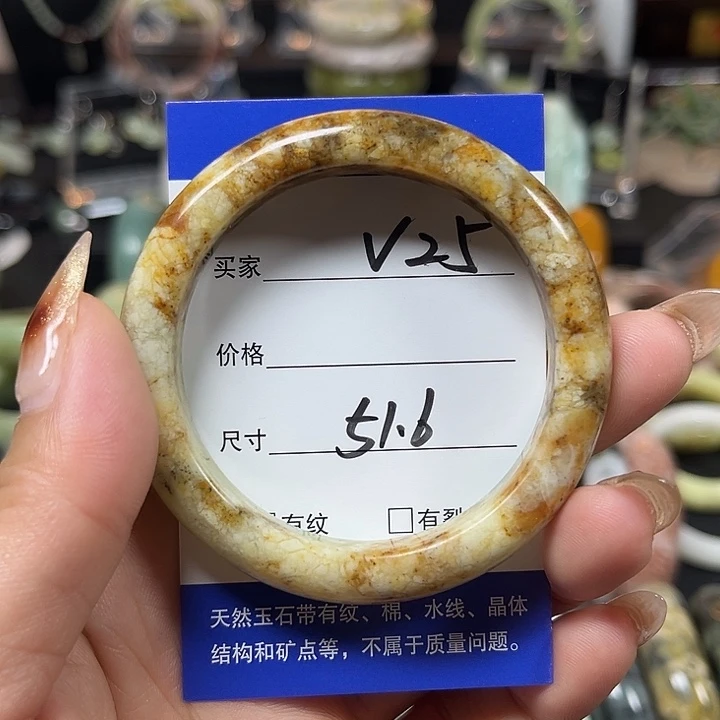 买家 V25
价格
尺寸 51.6
有纹 □有裂
天然玉石带有纹、棉、水线、晶体
结构和矿点等，不属于质量问题。